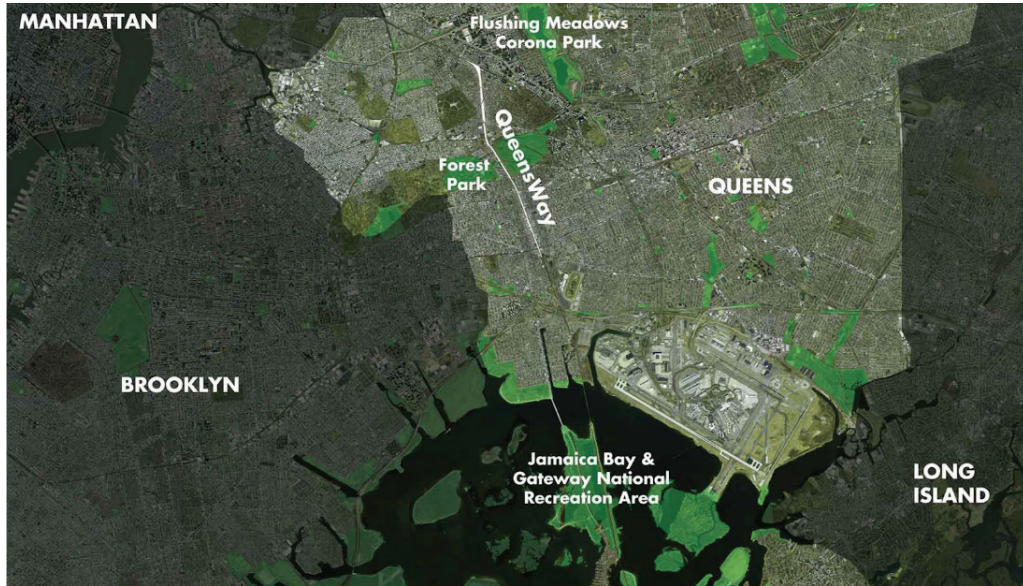 MANHATTAN
Flushing Meadows
Corona Park
QueensWay
Forest
Park
QUEENS
BROOKLYN
Jamaica Bay &
Gateway National
Recreation Area
LONG
ISLAND